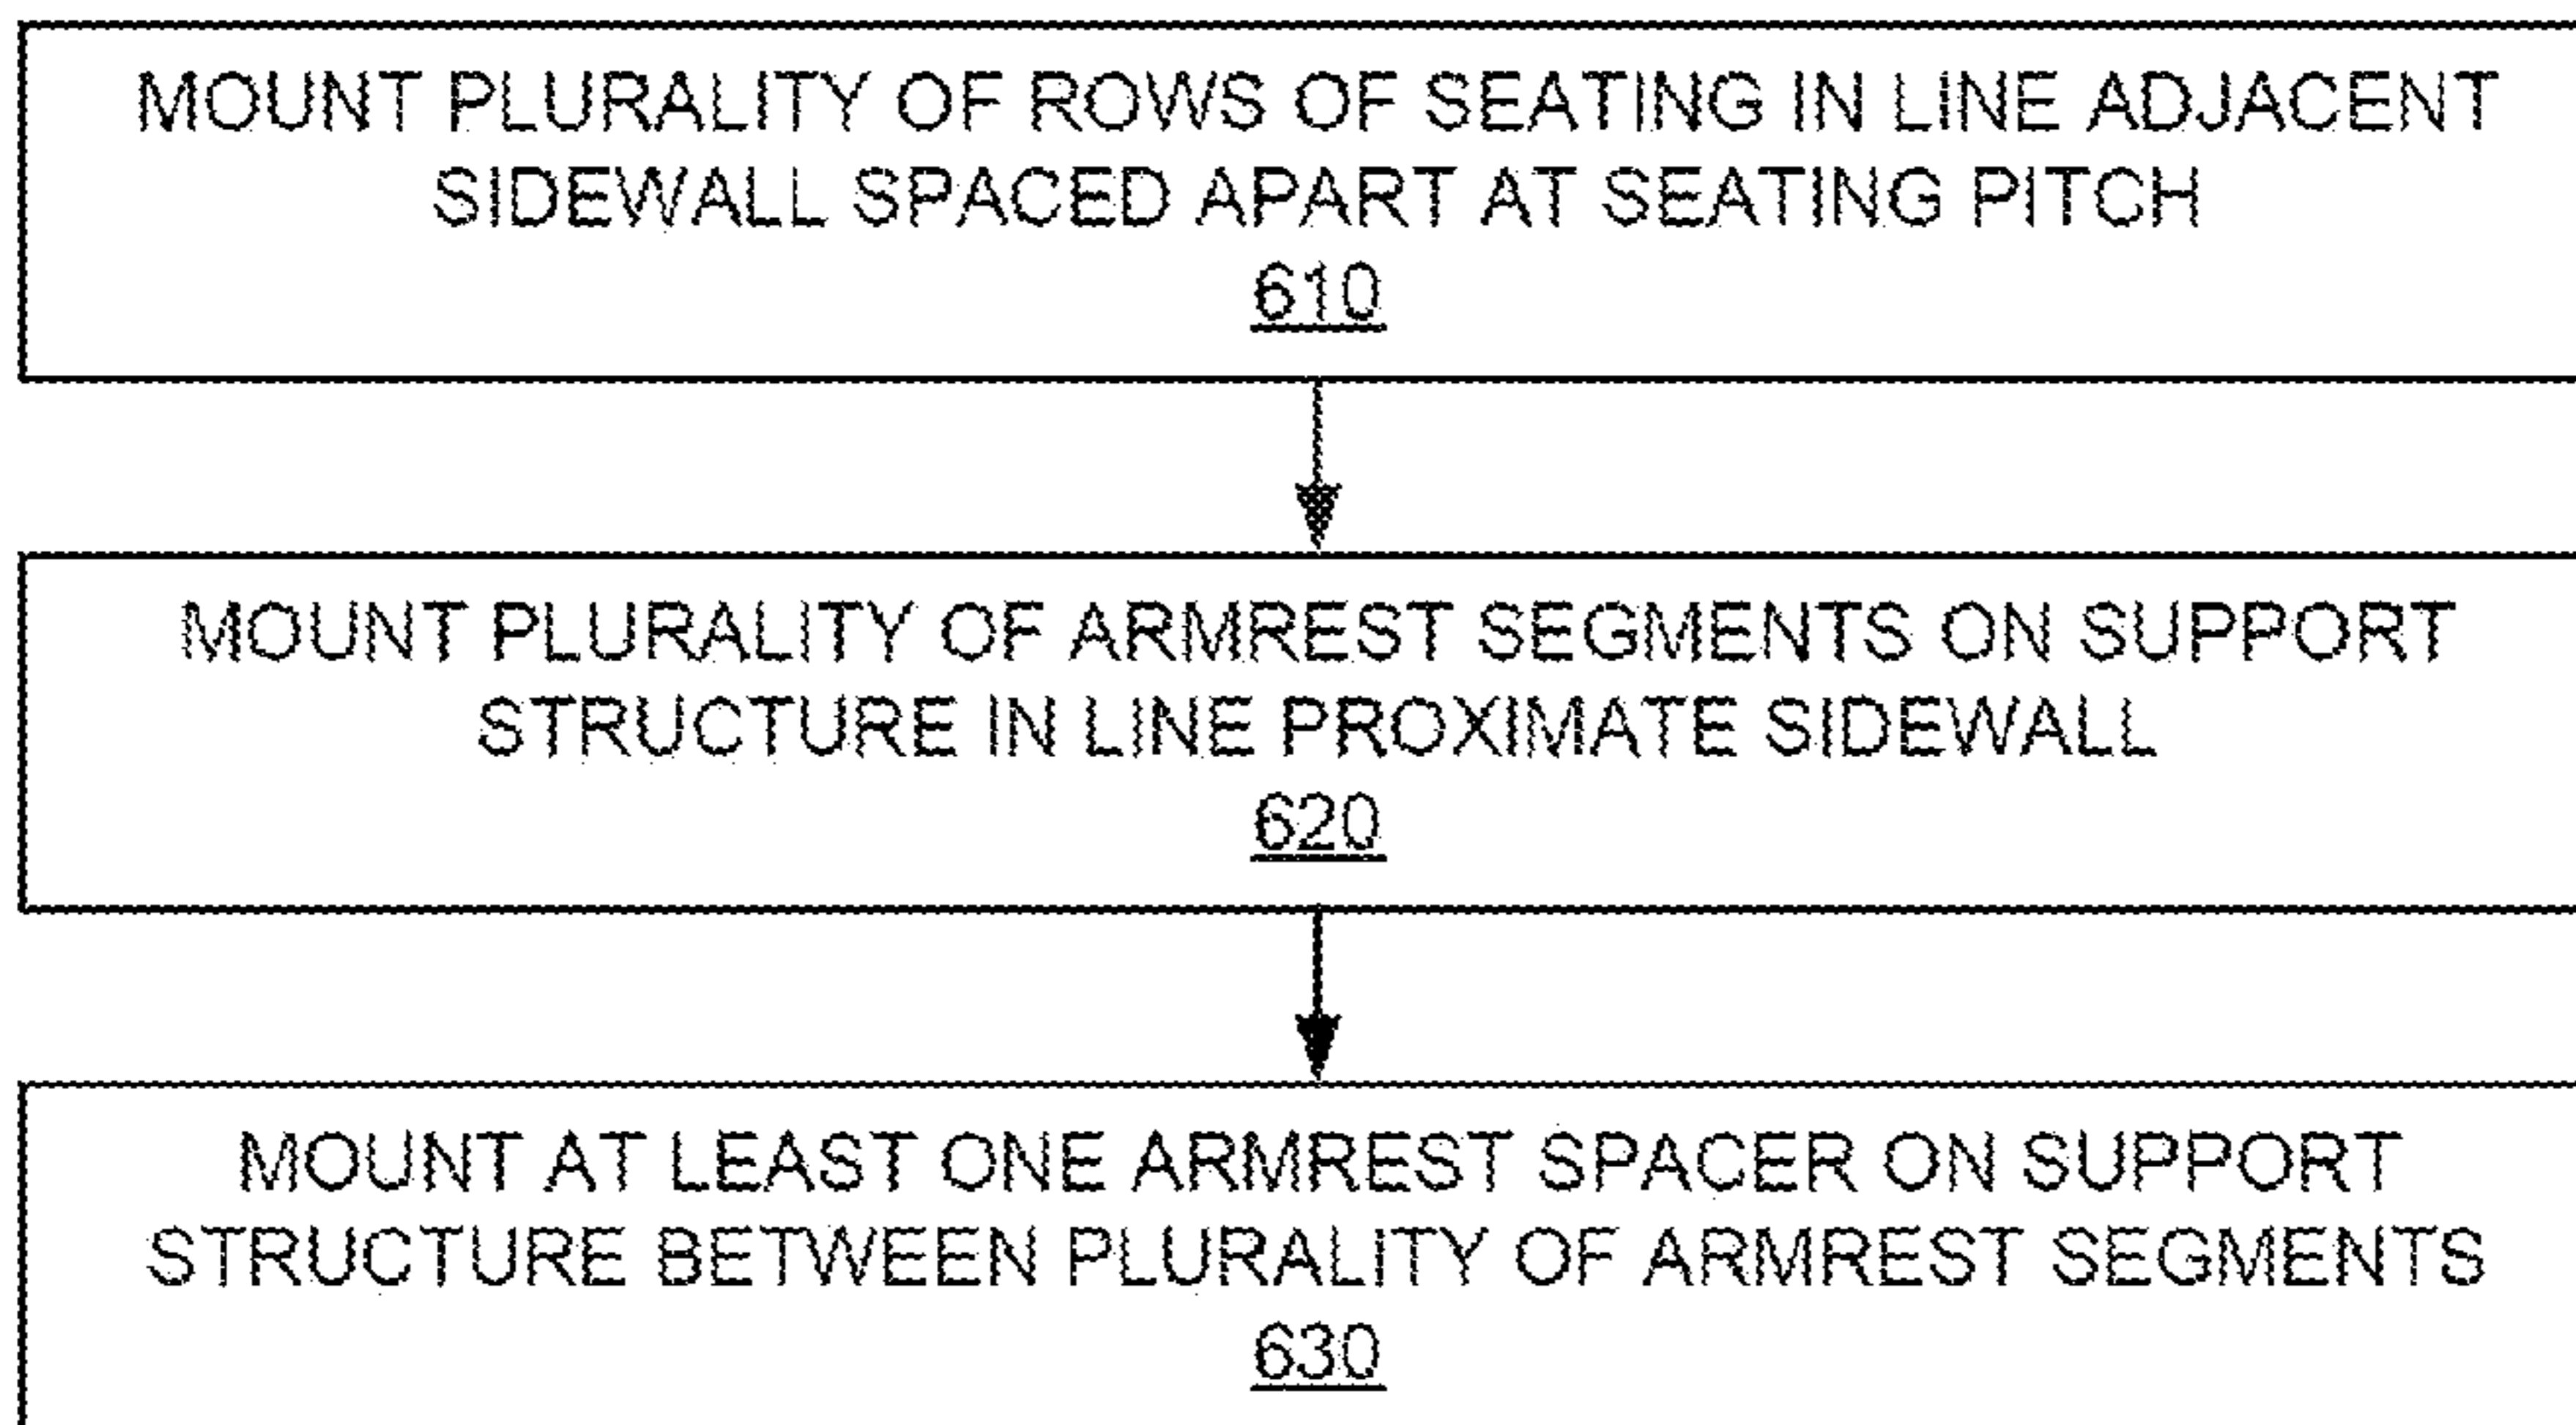 MOUNT PLURALITY OF ROWS OF SEATING IN LINE ADJACENT
SIDEWALL SPACED APART AT SEATING PITCH
610
MOUNT PLURALITY OF ARMREST SEGMENTS ON SUPPORT
STRUCTURE IN LINE PROXIMATE SIDEWALL
620
MOUNT AT LEAST ONE ARMREST SPACER ON SUPPORT
STRUCTURE BETWEEN PLURALITY OF ARMREST SEGMENTS
630